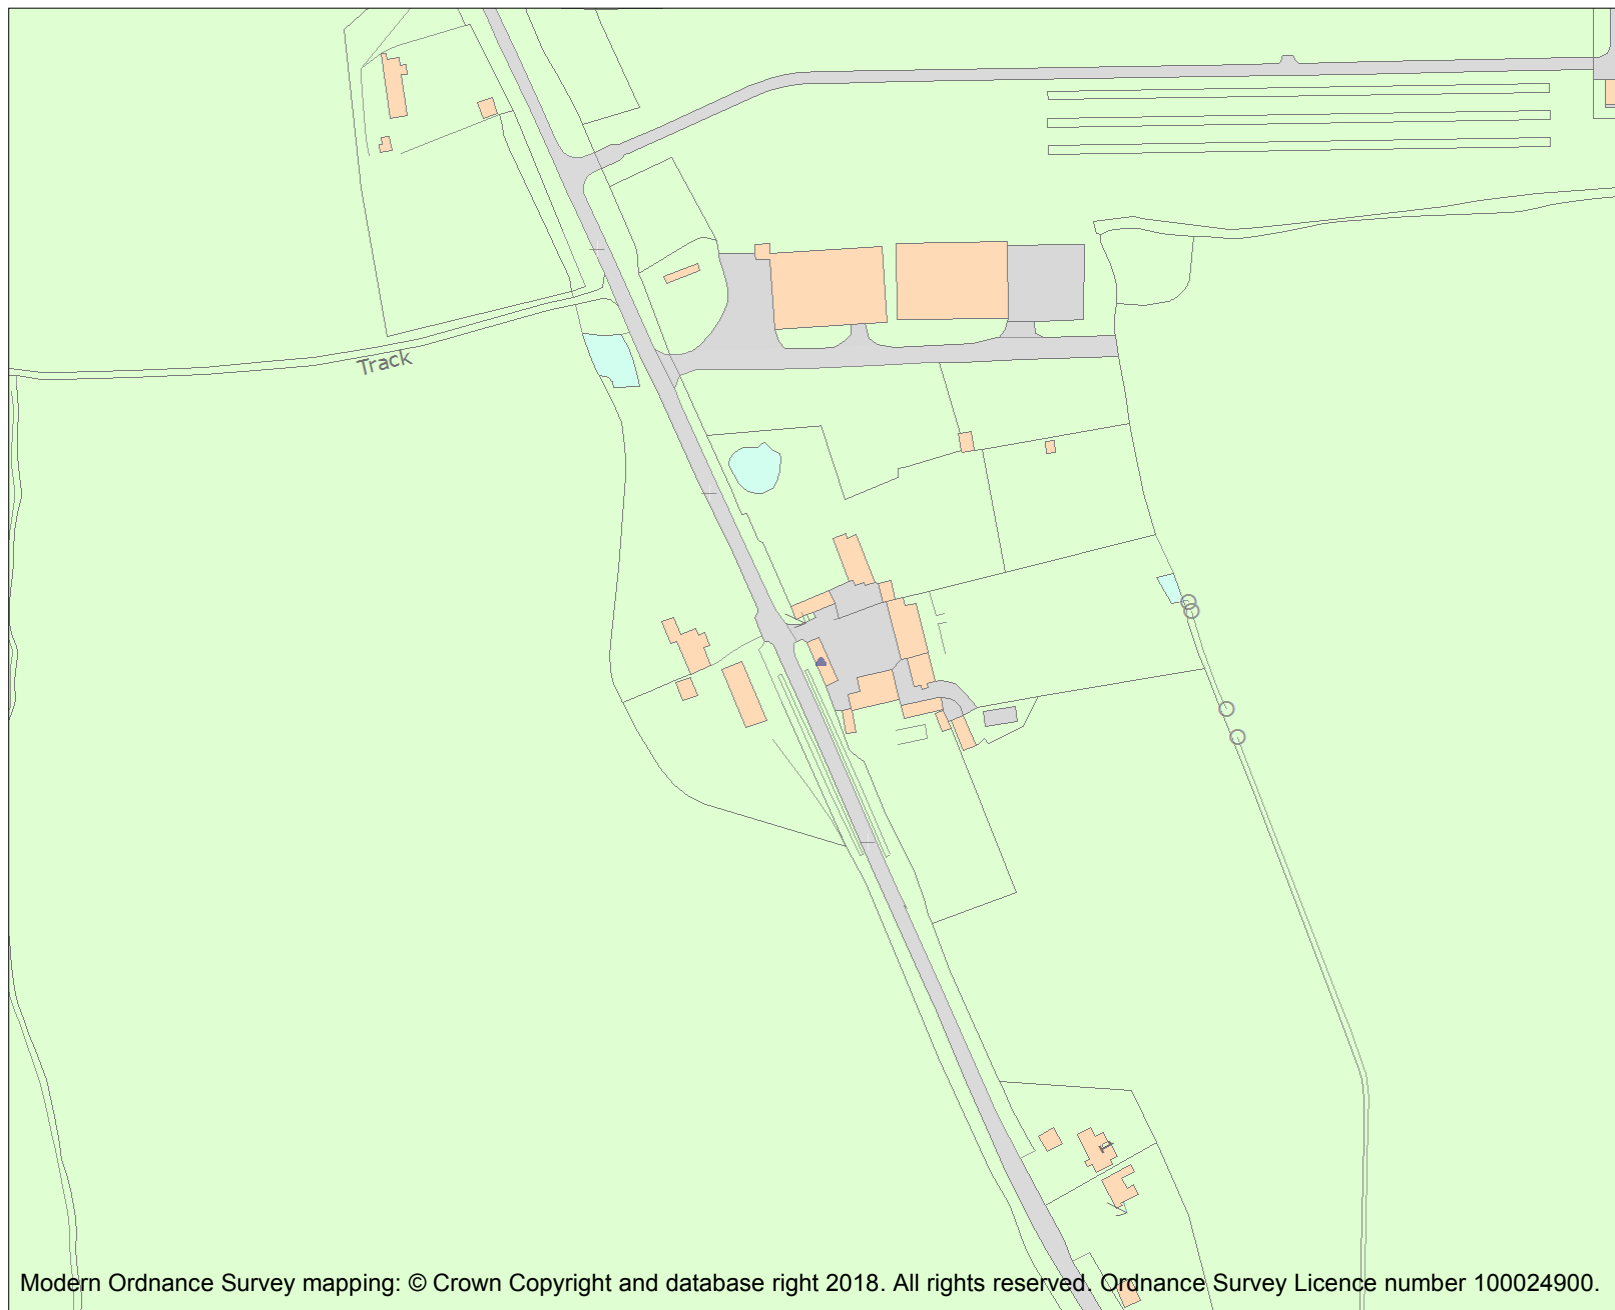 Track
1
Modern Ordnance Survey mapping: © Crown Copyright and database right 2018. All rights reserved. Ordnance Survey Licence number 100024900.